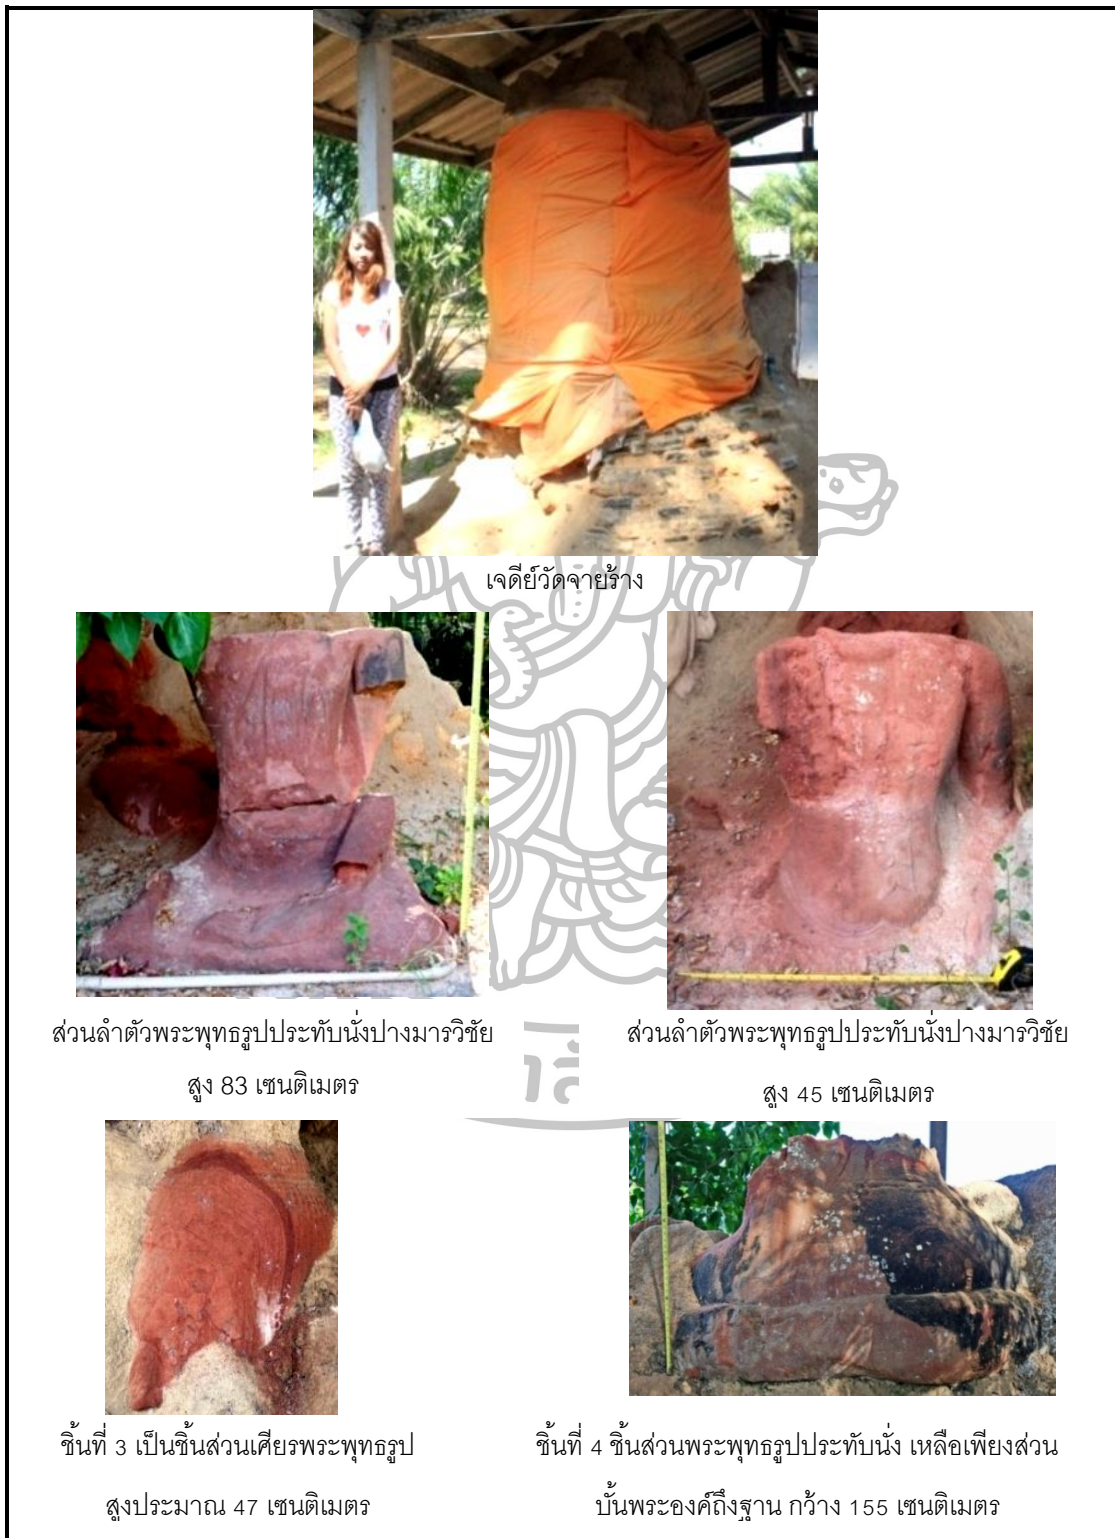 เจดีย์วัดจายร้าง
ส่วนลำตัวพระพุทธรูปประทับนั่งปางมารวิชัย
สูง 83 เซนติเมตร
ส่วนลำตัวพระพุทธรูปประทับนั่งปางมารวิชัย
สูง 45 เซนติเมตร
ชิ้นที่ 3 เป็นชิ้นส่วนเศียรพระพุทธรูป
สูงประมาณ 47 เซนติเมตร
ชิ้นที่ 4 ชิ้นส่วนพระพุทธรูปประทับนั่ง เหลือเพียงส่วน
บั้นพระองค์ถึงฐาน กว้าง 155 เซนติเมตร